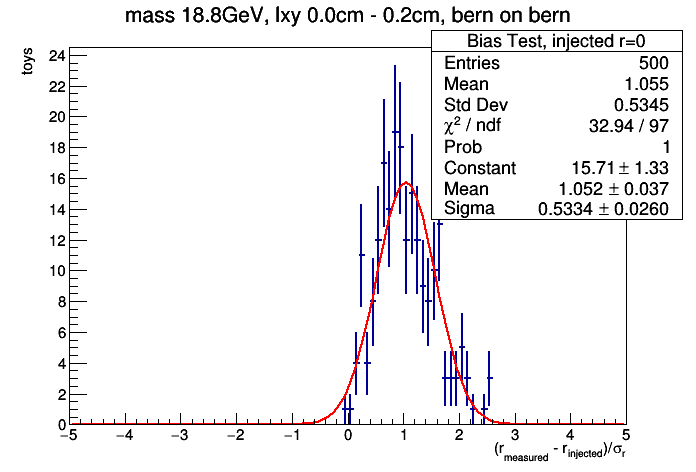 mass 18.8GeV, lxy 0.0cm - 0.2cm, bern on bern
Bias Test, injected r=0
Entries 500
Mean 1.055
Std Dev 0.5345
χ² / ndf 32.94 / 97
Prob 1
Constant 15.71 ± 1.33
Mean 1.052 ± 0.037
Sigma 0.5334 ± 0.0260
toys
24
22
20
18
16
14
12
10
8
6
4
2
0
−5 −4 −3 −2 −1 0 1 2 3 4 5
(r_measured - r_injected)/σ_r